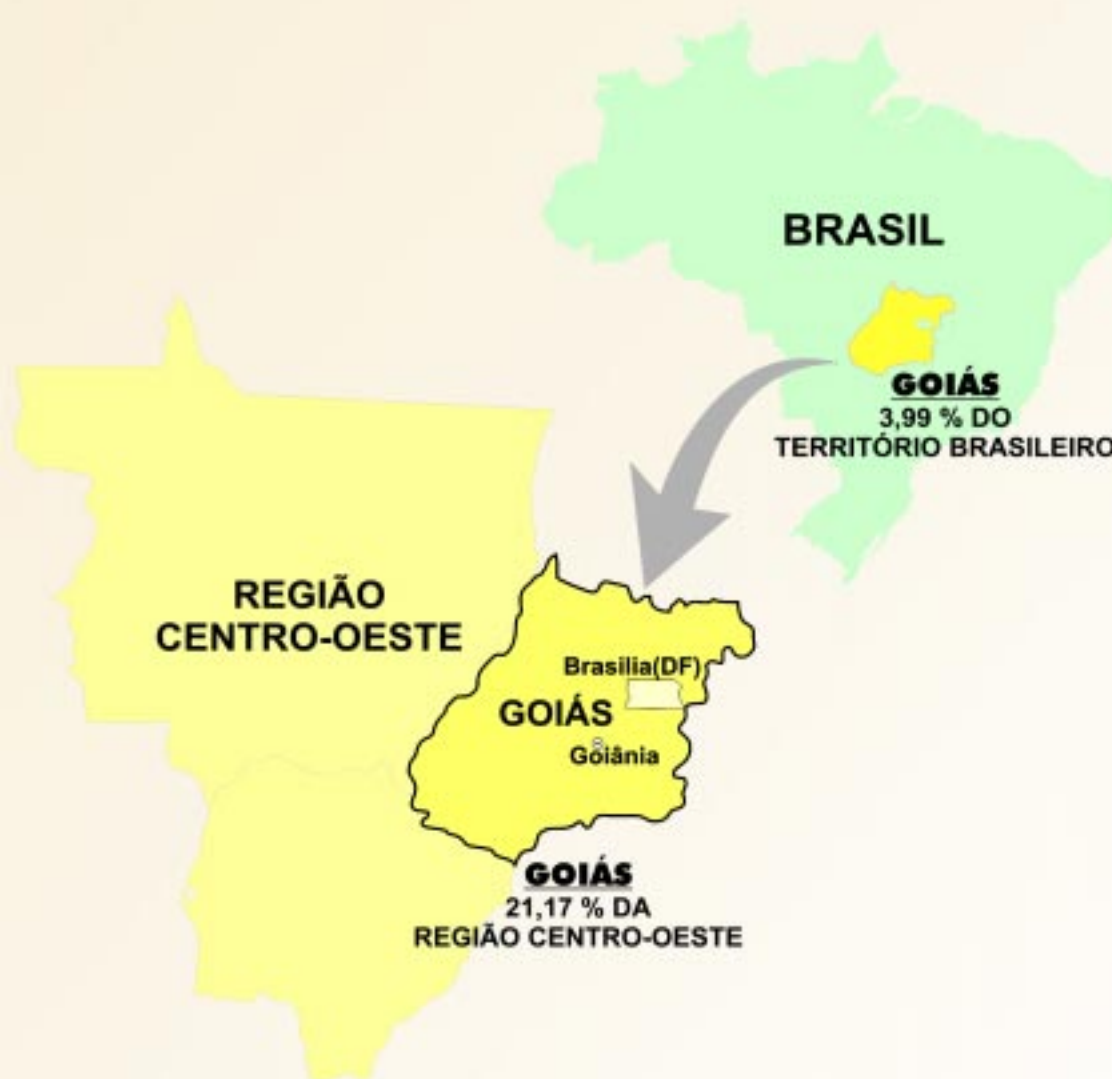 BRASIL
GOIÁS
3,99 % DO
TERRITÓRIO BRASILEIRO
REGIÃO
CENTRO-OESTE
Brasilia(DF)
GOIÁS
Goiânia
GOIÁS
21,17 % DA
REGIÃO CENTRO-OESTE